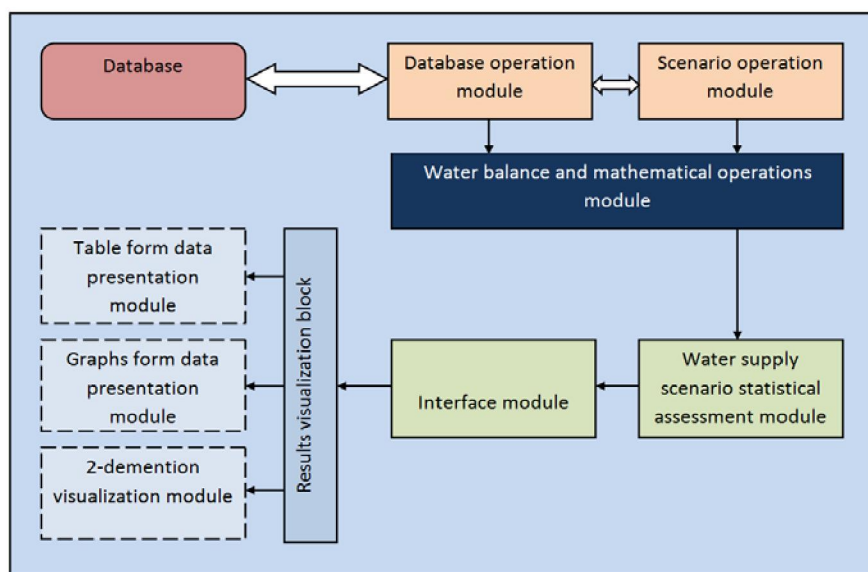 Database
Database operation
module
Scenario operation
module
Water balance and mathematical operations
module
Table form data
presentation
module
Graphs form data
presentation
module
2-demention
visualization module
Results visualization block
Interface module
Water supply
scenario statistical
assessment module